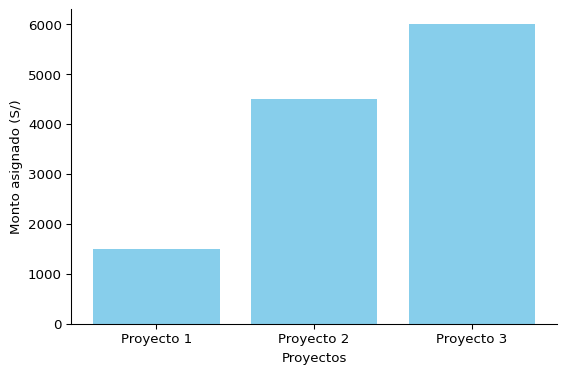 Monto asignado (S/)
6000
5000
4000
3000
2000
1000
0
Proyecto 1
Proyecto 2
Proyecto 3
Proyectos